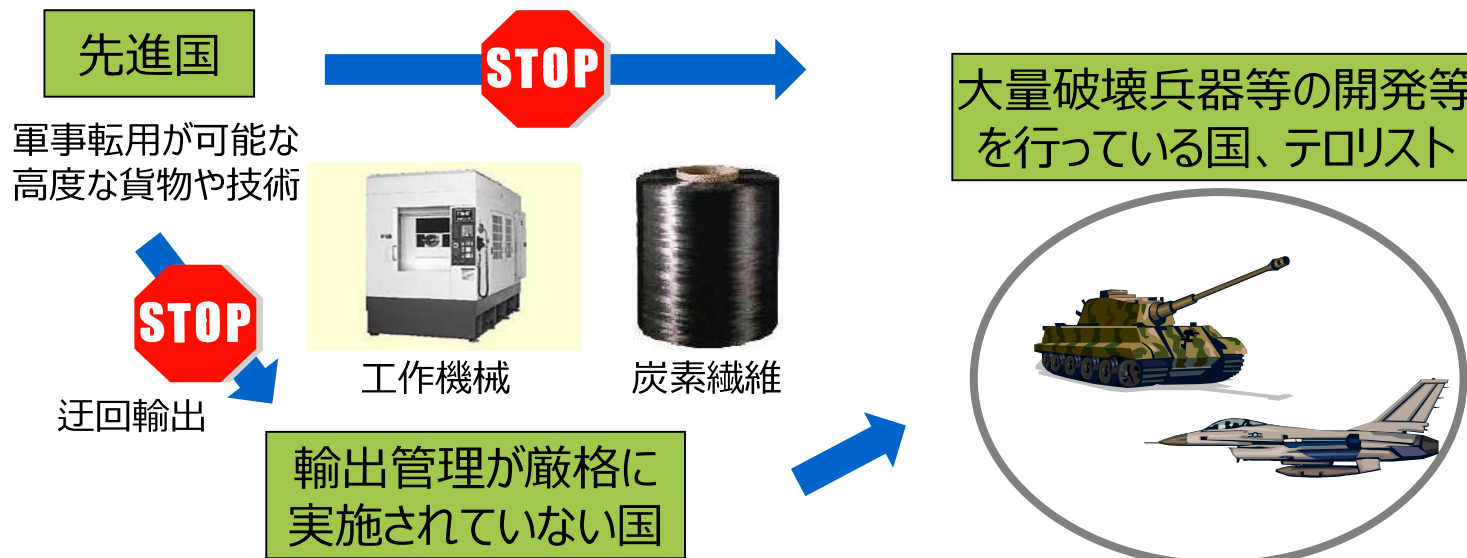 先進国
STOP
大量破壊兵器等の開発等
を行っている国、テロリスト
軍事転用が可能な
高度な貨物や技術
STOP
工作機械
炭素繊維
迂回輸出
輸出管理が厳格に
実施されていない国